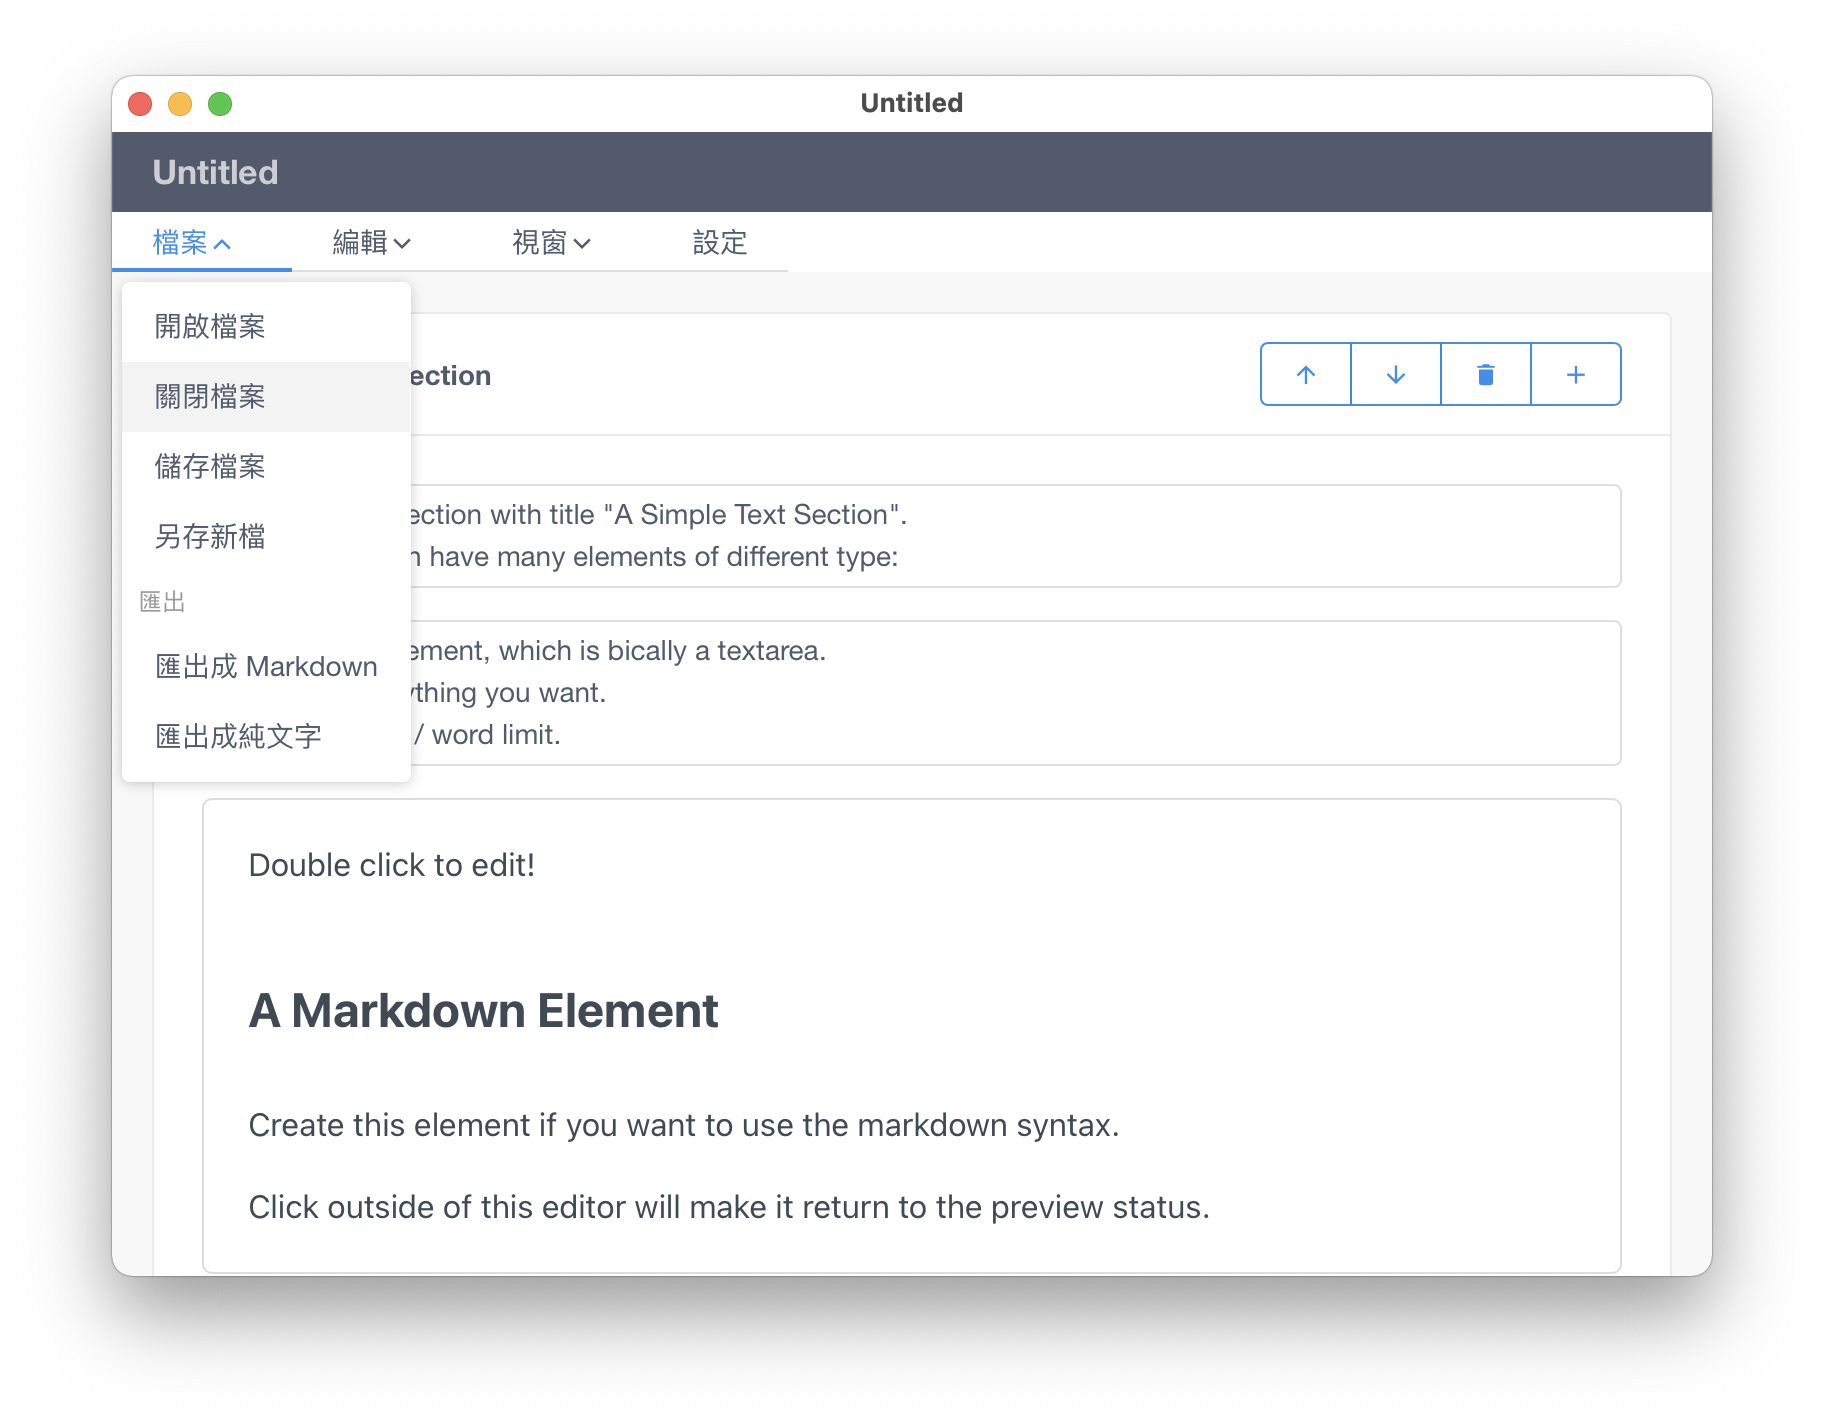 Untitled
Untitled
檔案
編輯
視窗
設定
開啟檔案
關閉檔案
儲存檔案
另存新檔
匯出
匯出成 Markdown
匯出成純文字
ection
ection with title "A Simple Text Section".
have many elements of different type:
ement, which is bically a textarea.
ything you want.
/ word limit.
Double click to edit!
A Markdown Element
Create this element if you want to use the markdown syntax.
Click outside of this editor will make it return to the preview status.